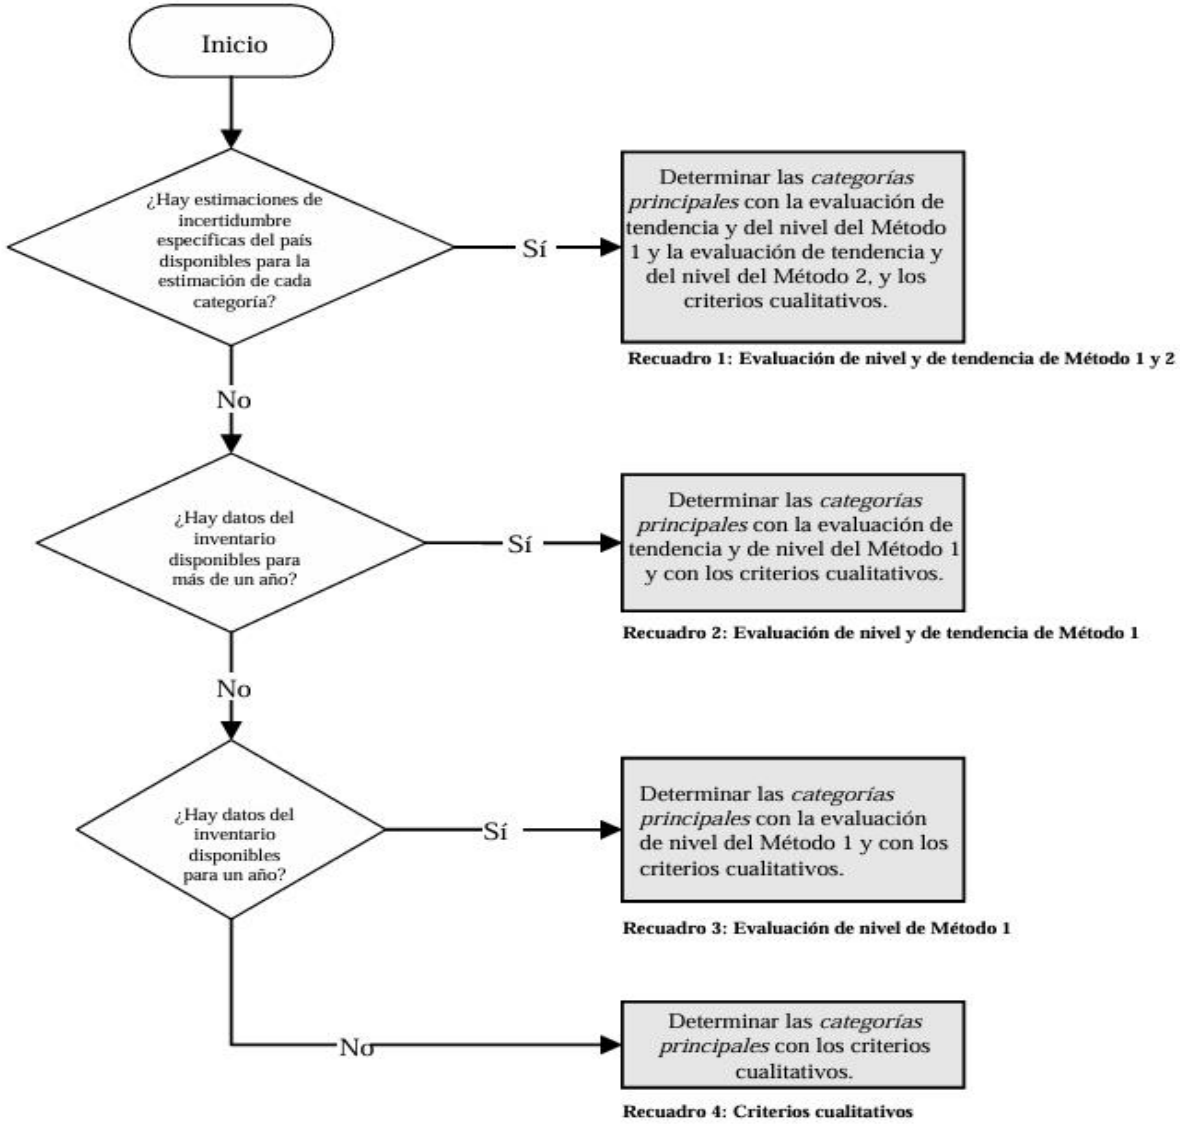 Inicio
¿Hay estimaciones de
incertidumbre
específicas del país
disponibles para la
estimación de cada
categoría?
Sí
Determinar las categorías
principales con la evaluación de
tendencia y del nivel del Método
1 y la evaluación de tendencia y
del nivel del Método 2, y los
criterios cualitativos.
Recuadro 1: Evaluación de nivel y de tendencia de Método 1 y 2
No
¿Hay datos del
inventario
disponibles para
más de un año?
Sí
Determinar las categorías
principales con la evaluación de
tendencia y de nivel del Método 1
y con los criterios cualitativos.
Recuadro 2: Evaluación de nivel y de tendencia de Método 1
No
¿Hay datos del
inventario
disponibles
para un año?
Sí
Determinar las categorías
principales con la evaluación
de nivel del Método 1 y con los
criterios cualitativos.
Recuadro 3: Evaluación de nivel de Método 1
No
Determinar las categorías
principales con los criterios
cualitativos.
Recuadro 4: Criterios cualitativos